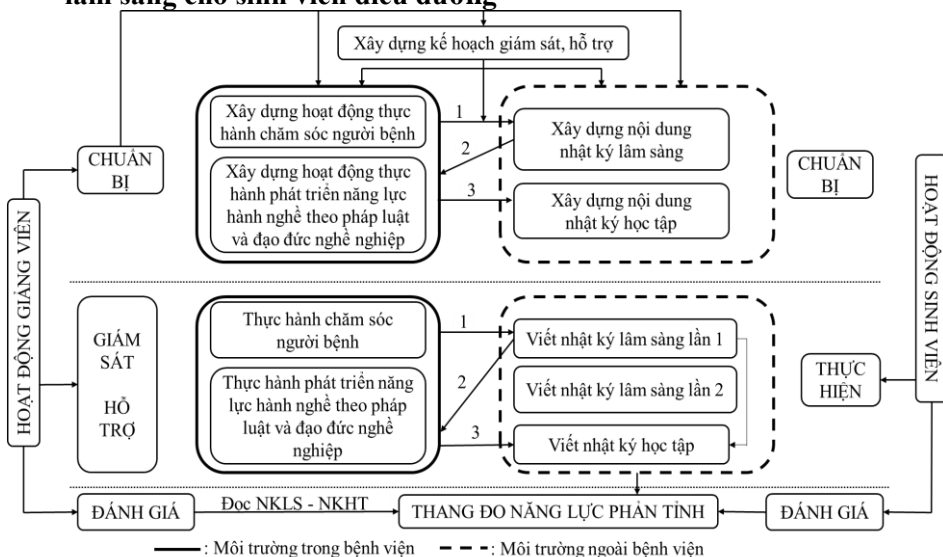 lâm sàng cho sinh viên điều dưỡng
Xây dựng kế hoạch giám sát, hỗ trợ
Xây dựng hoạt động thực
hành chăm sóc người bệnh
1
Xây dựng nội dung
nhật ký lâm sàng
2
CHUẨN
BỊ
Xây dựng hoạt động thực
hành phát triển năng lực
hành nghề theo pháp luật
và đạo đức nghề nghiệp
3
Xây dựng nội dung
nhật ký học tập
CHUẨN
BỊ
HOẠT ĐỘNG GIẢNG VIÊN
HOẠT ĐỘNG SINH VIÊN
GIÁM
SÁT
HỖ
TRỢ
Thực hành chăm sóc
người bệnh
1
Viết nhật ký lâm sàng lần 1
2
Thực hành phát triển năng
lực hành nghề theo pháp
luật và đạo đức nghề
nghiệp
Viết nhật ký lâm sàng lần 2
3
Viết nhật ký học tập
THỰC
HIỆN
ĐÁNH GIÁ
Đọc NKLS - NKHT
THANG ĐO NĂNG LỰC PHẢN TỈNH
ĐÁNH GIÁ
: Môi trường trong bệnh viện
: Môi trường ngoài bệnh viện